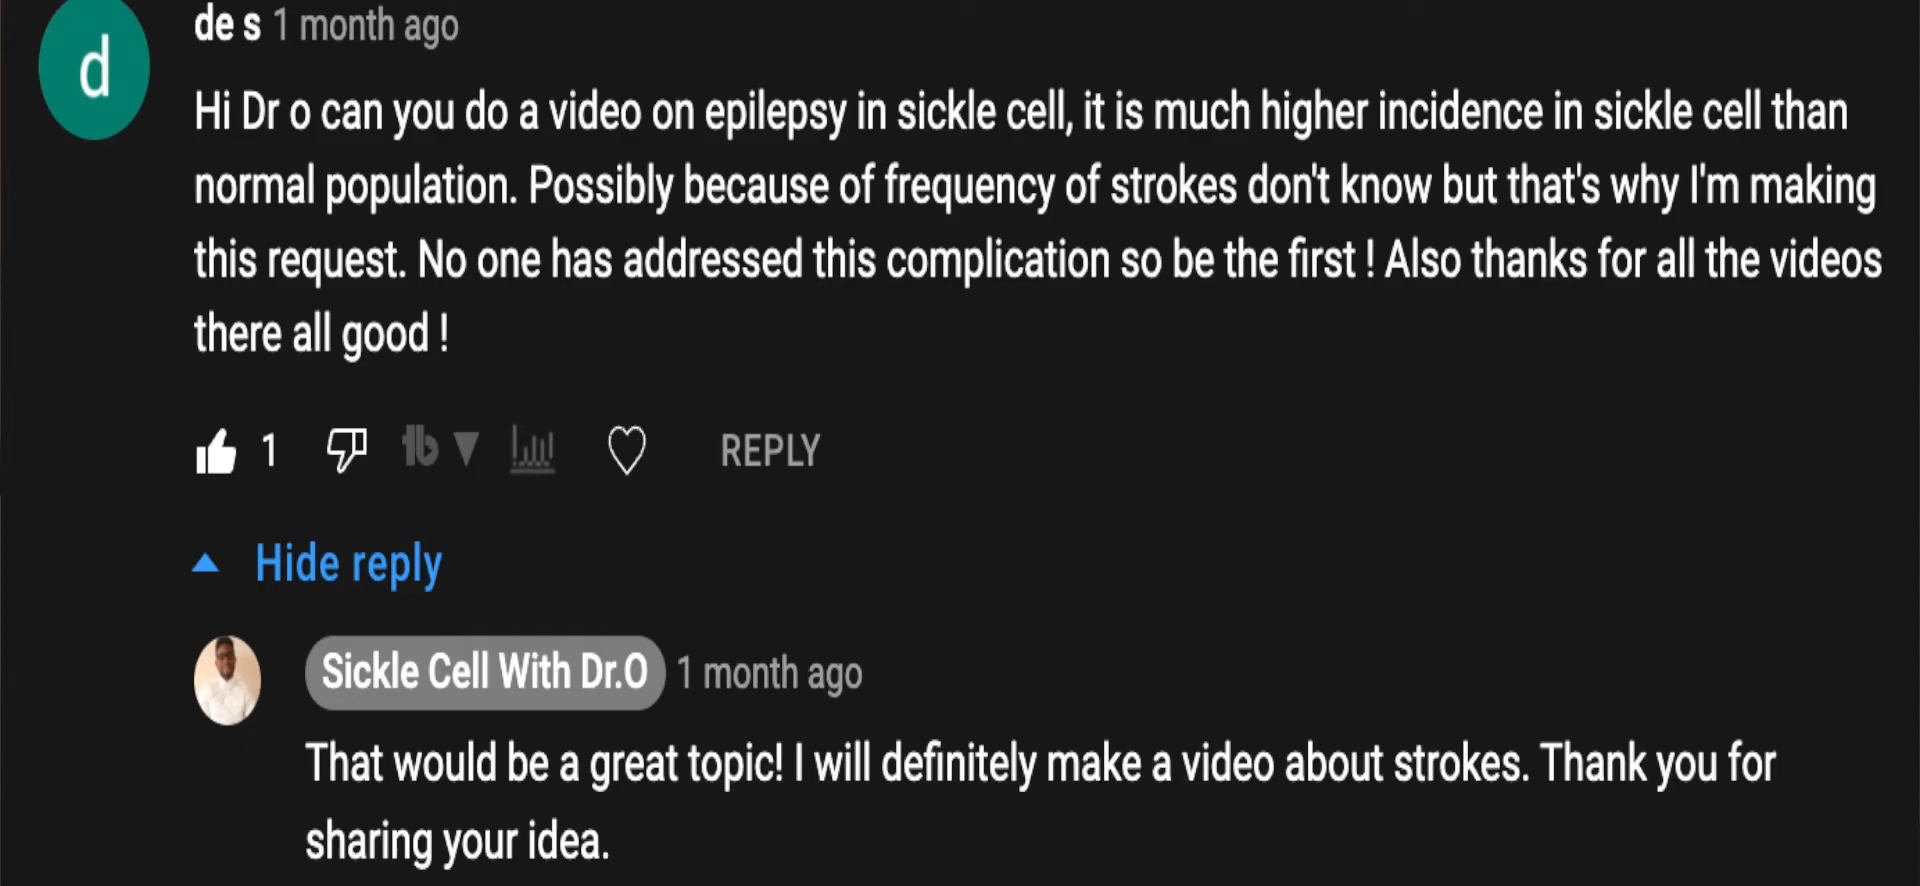 d
de s 1 month ago
Hi Dr o can you do a video on epilepsy in sickle cell, it is much higher incidence in sickle cell than
normal population. Possibly because of frequency of strokes don't know but that's why I'm making
this request. No one has addressed this complication so be the first ! Also thanks for all the videos
there all good !
1 tb REPLY
Hide reply
Sickle Cell With Dr.O 1 month ago
That would be a great topic! I will definitely make a video about strokes. Thank you for
sharing your idea.